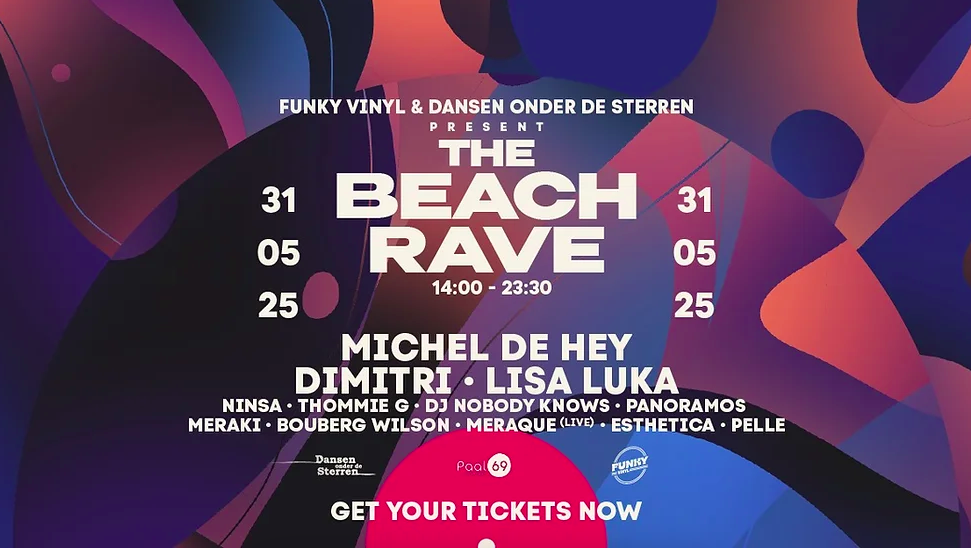 FUNKY VINYL & DANSEN ONDER DE STERREN
PRESENT
THE
BEACH
RAVE
31
05
25
31
05
25
14:00 - 23:30
MICHEL DE HEY
DIMITRI • LISA LUKA
NINSA • THOMMIE G • DJ NOBODY KNOWS • PANORAMOS
MERAKI • BOUBERG WILSON • MERAQUE (LIVE) • ESTHETICA • PELLE
Dansen
onder de
Sterren
Paal 69
FUNKY
VINYL
GET YOUR TICKETS NOW